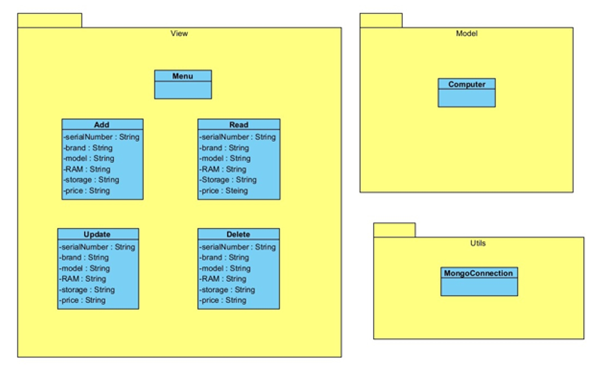 View
Menu
Add
-serialNumber : String
-brand : String
-model : String
-RAM : String
-storage : String
-price : String
Read
-serialNumber : String
-brand : String
-model : String
-RAM : String
-Storage : String
-price : Steing
Update
-serialNumber : String
-brand : String
-model : String
-RAM : String
-storage : String
-price : String
Delete
-serialNumber : String
-brand : String
-model : String
-RAM : String
-storage : String
-price : String
Model
Computer
Utils
MongoConnection